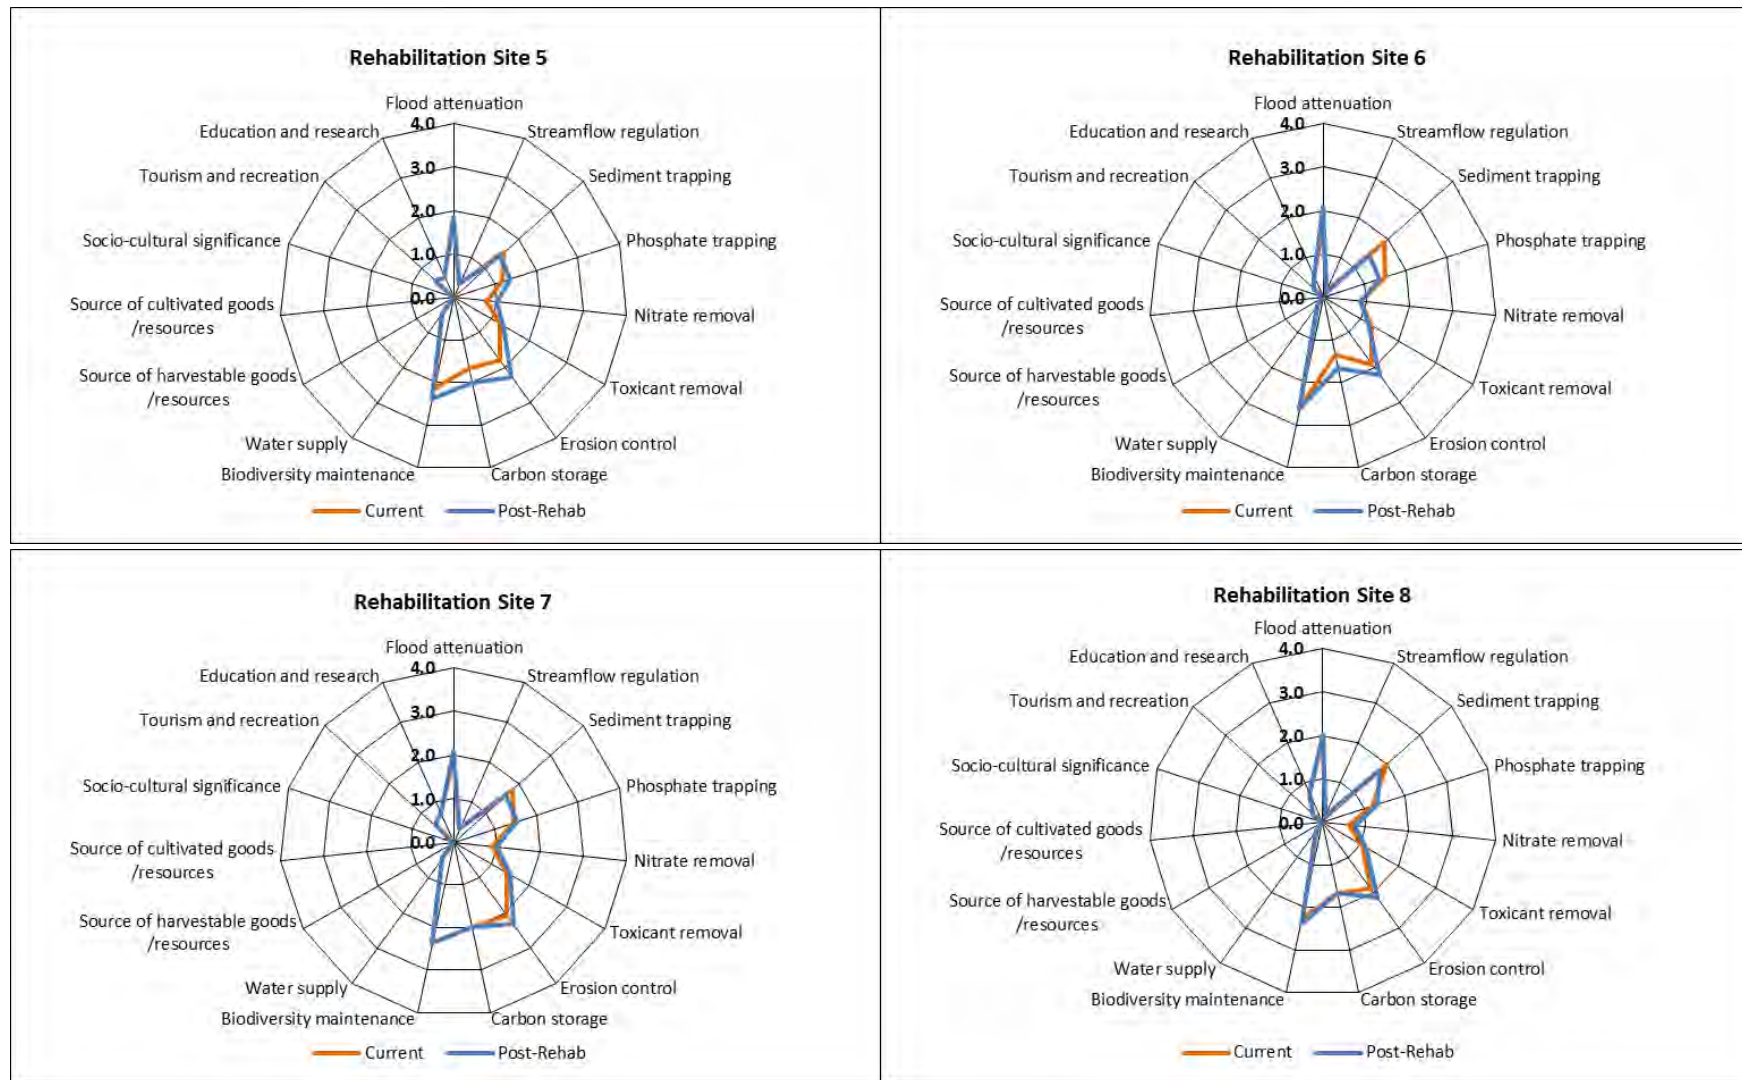 Rehabilitation Site 5
Flood attenuation
4.0
Education and research
Streamflow regulation
3.0
Tourism and recreation
Sediment trapping
2.0
Socio-cultural significance
Phosphate trapping
1.0
Source of cultivated goods
/resources
0.0
Nitrate removal
Source of harvestable goods
/resources
Toxicant removal
Water supply
Erosion control
Biodiversity maintenance
Carbon storage
Current
Post-Rehab
Rehabilitation Site 6
Flood attenuation
4.0
Education and research
Streamflow regulation
3.0
Tourism and recreation
Sediment trapping
2.0
Socio-cultural significance
Phosphate trapping
1.0
Source of cultivated goods
/resources
0.0
Nitrate removal
Source of harvestable goods
/resources
Toxicant removal
Water supply
Erosion control
Biodiversity maintenance
Carbon storage
Current
Post-Rehab
Rehabilitation Site 7
Flood attenuation
4.0
Education and research
Streamflow regulation
3.0
Tourism and recreation
Sediment trapping
2.0
Socio-cultural significance
Phosphate trapping
1.0
Source of cultivated goods
/resources
0.0
Nitrate removal
Source of harvestable goods
/resources
Toxicant removal
Water supply
Erosion control
Biodiversity maintenance
Carbon storage
Current
Post-Rehab
Rehabilitation Site 8
Flood attenuation
4.0
Education and research
Streamflow regulation
3.0
Tourism and recreation
Sediment trapping
2.0
Socio-cultural significance
Phosphate trapping
1.0
Source of cultivated goods
/resources
0.0
Nitrate removal
Source of harvestable goods
/resources
Toxicant removal
Water supply
Erosion control
Biodiversity maintenance
Carbon storage
Current
Post-Rehab